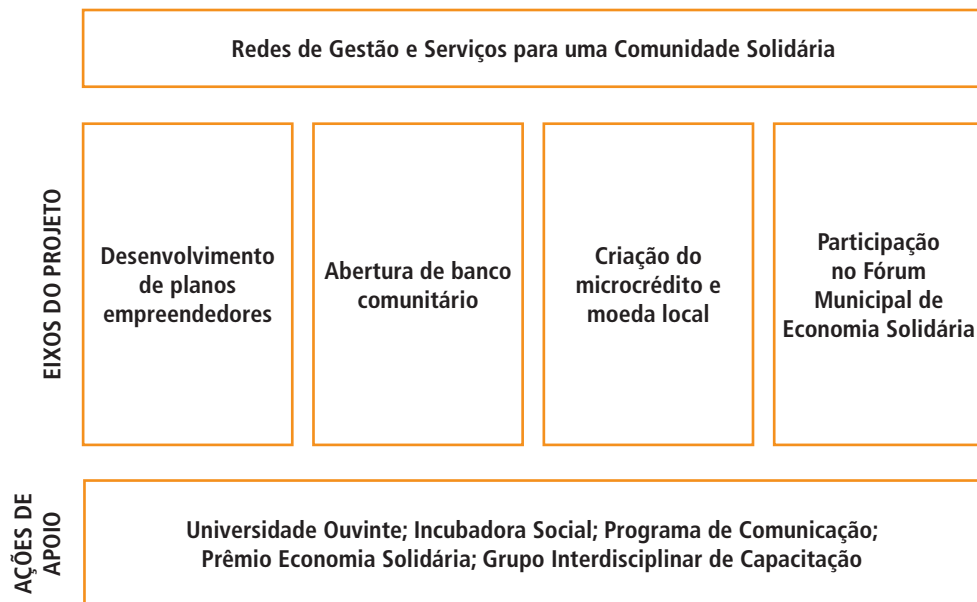 Redes de Gestão e Serviços para uma Comunidade Solidária
EIXOS DO PROJETO
Desenvolvimento
de planos
empreendedores
Abertura de banco
comunitário
Criação do
microcrédito e
moeda local
Participação
no Fórum
Municipal de
Economia Solidária
AÇÕES DE
APOIO
Universidade Ouvinte; Incubadora Social; Programa de Comunicação;
Prêmio Economia Solidária; Grupo Interdisciplinar de Capacitação